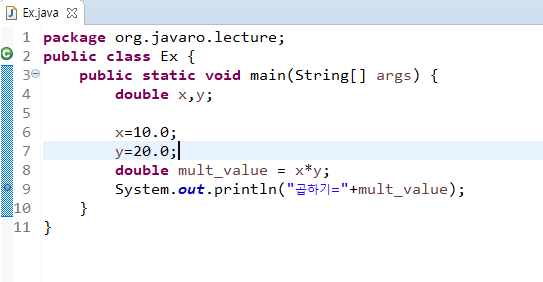 Ex.java
1 package org.javaro.lecture;
2 public class Ex {
3 public static void main(String[] args) {
4 double x,y;
5
6 x=10.0;
7 y=20.0;
8 double mult_value = x*y;
9 System.out.println("곱하기="+mult_value);
10 }
11 }